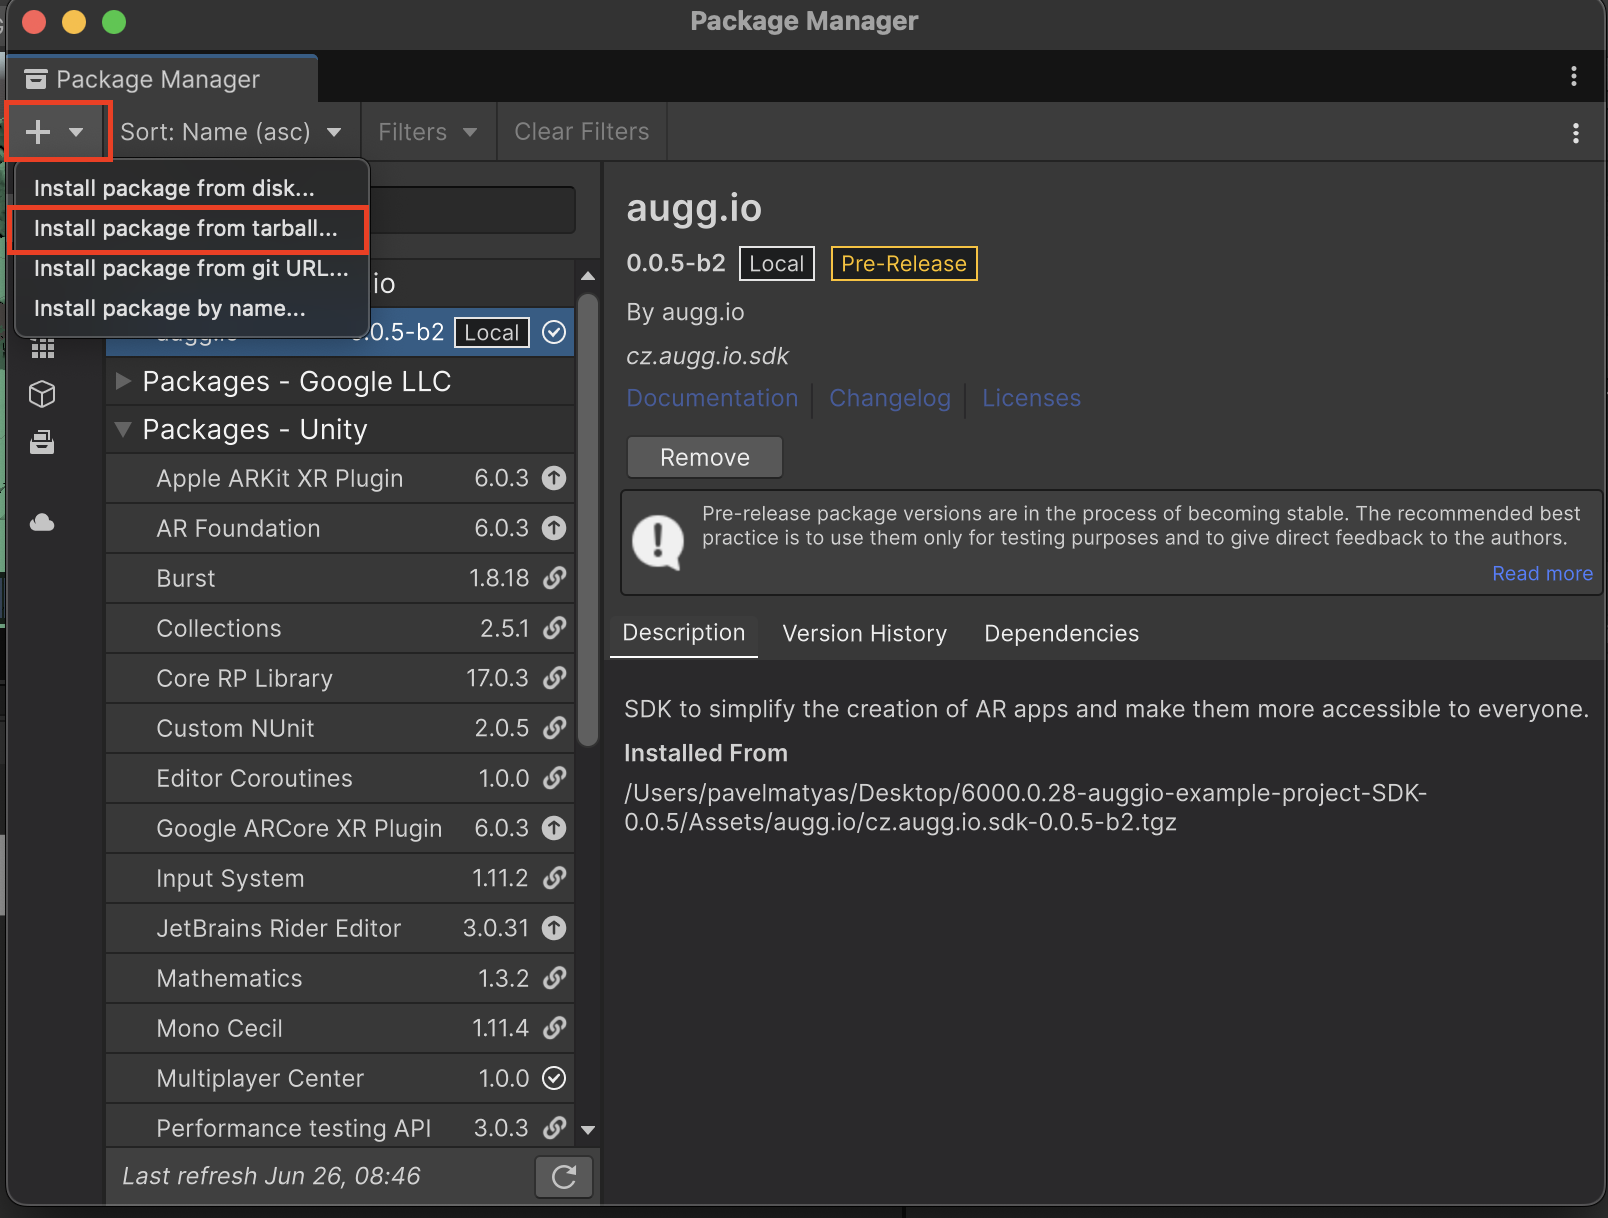 Package Manager
Package Manager
Sort: Name (asc)
Filters
Clear Filters
Install package from disk...
Install package from tarball...
Install package from git URL...
Install package by name...
io
0.0.5-b2 Local
Packages - Google LLC
Packages - Unity
Apple ARKit XR Plugin 6.0.3
AR Foundation 6.0.3
Burst 1.8.18
Collections 2.5.1
Core RP Library 17.0.3
Custom NUnit 2.0.5
Editor Coroutines 1.0.0
Google ARCore XR Plugin 6.0.3
Input System 1.11.2
JetBrains Rider Editor 3.0.31
Mathematics 1.3.2
Mono Cecil 1.11.4
Multiplayer Center 1.0.0
Performance testing API 3.0.3
Last refresh Jun 26, 08:46
augg.io
0.0.5-b2 Local Pre-Release
By augg.io
cz.augg.io.sdk
Documentation Changelog Licenses
Remove
Pre-release package versions are in the process of becoming stable. The recommended best
practice is to use them only for testing purposes and to give direct feedback to the authors.
Read more
Description Version History Dependencies
SDK to simplify the creation of AR apps and make them more accessible to everyone.
Installed From
/Users/pavelmatyas/Desktop/6000.0.28-auggio-example-project-SDK-
0.0.5/Assets/augg.io/cz.augg.io.sdk-0.0.5-b2.tgz